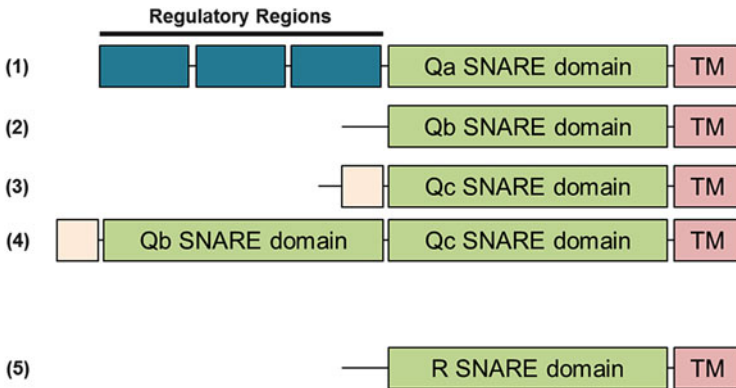 Regulatory Regions
(1) Qa SNARE domain TM
(2) Qb SNARE domain TM
(3) Qc SNARE domain TM
(4) Qb SNARE domain Qc SNARE domain TM
(5) R SNARE domain TM